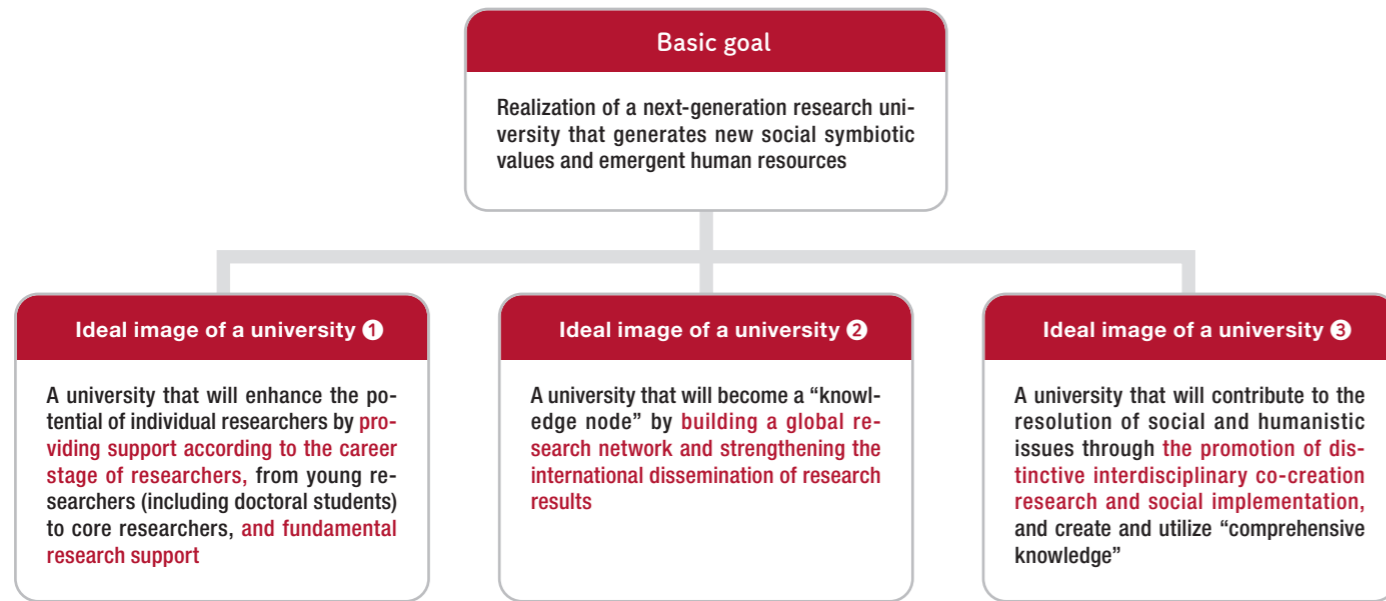 Basic goal
Realization of a next-generation research uni-
versity that generates new social symbiotic
values and emergent human resources
Ideal image of a university ❶
A university that will enhance the po-
tential of individual researchers by pro-
viding support according to the career
stage of researchers, from young re-
searchers (including doctoral students)
to core researchers, and fundamental
research support
Ideal image of a university ❷
A university that will become a “knowl-
edge node” by building a global re-
search network and strengthening the
international dissemination of research
results
Ideal image of a university ❸
A university that will contribute to the
resolution of social and humanistic
issues through the promotion of dis-
tinctive interdisciplinary co-creation
research and social implementation,
and create and utilize “comprehensive
knowledge”